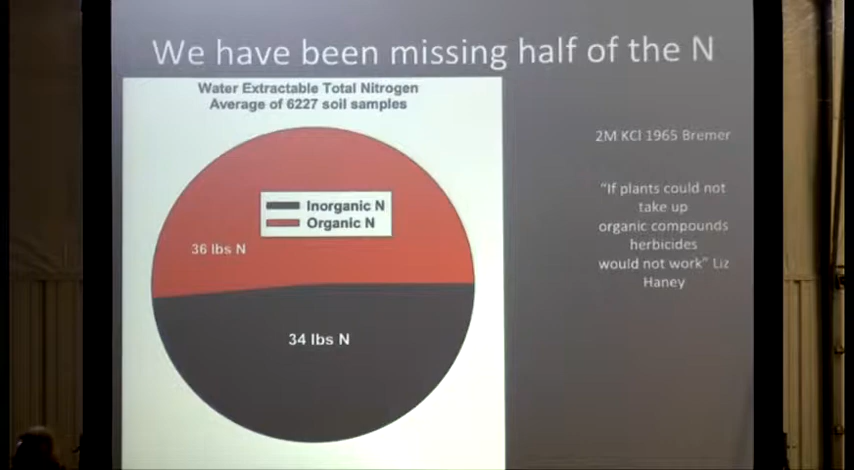 We have been missing half of the N
Water Extractable Total Nitrogen
Average of 6227 soil samples
Inorganic N
Organic N
36 lbs N
34 lbs N
2M KCl 1965 Bremer
"If plants could not
take up
organic compounds
herbicides
would not work" Liz
Haney